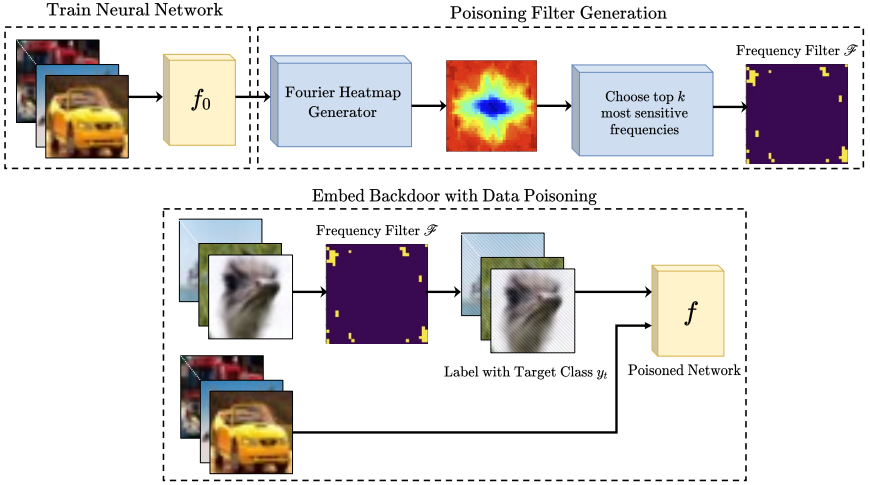 Train Neural Network
Poisoning Filter Generation
f₀
Fourier Heatmap
Generator
Choose top k
most sensitive
frequencies
Frequency Filter ℱ
Embed Backdoor with Data Poisoning
Frequency Filter ℱ
Label with Target Class yₜ
f
Poisoned Network